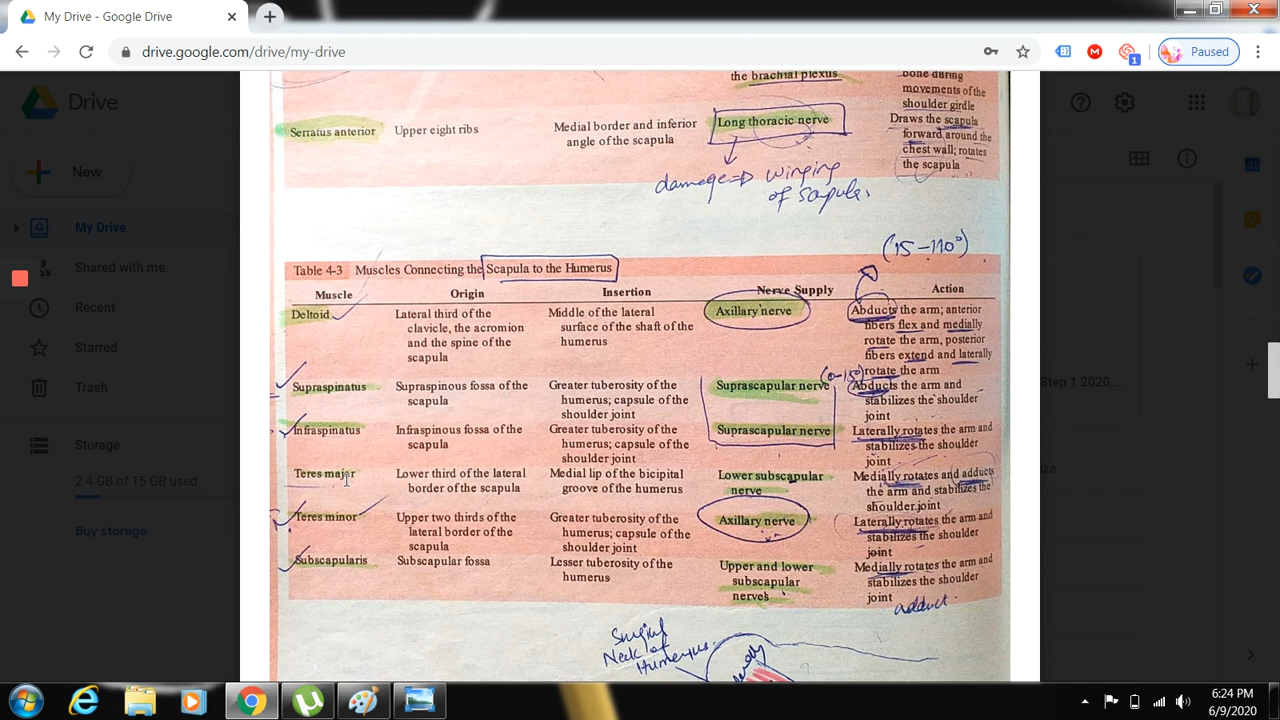 My Drive - Google Drive
drive.google.com/drive/my-drive
Paused
Drive
New
My Drive
Shared with me
Recent
Starred
Trash
Storage
2.4 GB of 15 GB used
Buy storage
Step 1 2020,
the brachial plexus
bone during
movements of the
shoulder girdle
Serratus anterior
Upper eight ribs
Medial border and inferior
angle of the scapula
Long thoracic nerve
Draws the scapula
forward around the
chest wall; rotates
the scapula
damage => winging
of scapula.
(15-110°)
Table 4-3 Muscles Connecting the Scapula to the Humerus
Muscle Origin Insertion Nerve Supply Action
Deltoid
Lateral third of the
clavicle, the acromion
and the spine of the
scapula
Middle of the lateral
surface of the shaft of the
humerus
Axillary nerve
Abducts the arm; anterior
fibers flex and medially
rotate the arm, posterior
fibers extend and laterally
rotate the arm
(0-15°)
Supraspinatus
Supraspinous fossa of the
scapula
Greater tuberosity of the
humerus; capsule of the
shoulder joint
Suprascapular nerve
Abducts the arm and
stabilizes the shoulder
joint
Infraspinatus
Infraspinous fossa of the
scapula
Greater tuberosity of the
humerus; capsule of the
shoulder joint
Suprascapular nerve
Laterally rotates the arm and
stabilizes the shoulder
joint
Teres major
Lower third of the lateral
border of the scapula
Medial lip of the bicipital
groove of the humerus
Lower subscapular
nerve
Medially rotates and adducts
the arm and stabilizes the
shoulder joint
Teres minor
Upper two thirds of the
lateral border of the
scapula
Greater tuberosity of the
humerus; capsule of the
shoulder joint
Axillary nerve
Laterally rotates the arm and
stabilizes the shoulder
joint
Subscapularis
Subscapular fossa
Lesser tuberosity of the
humerus
Upper and lower
subscapular
nerves
Medially rotates the arm and
stabilizes the shoulder
joint
adduct.
Surgical
Neck of
Humerus.
6:24 PM
6/9/2020